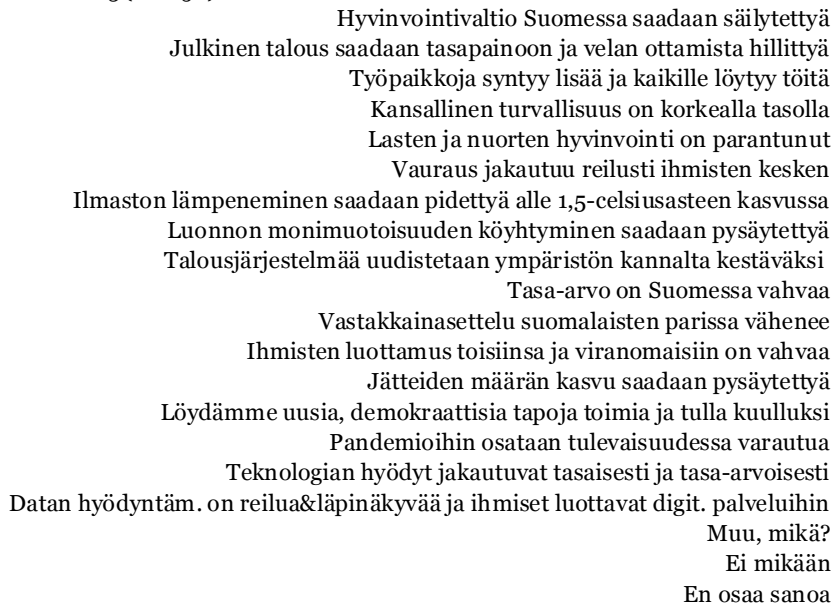 Hyvinvointivaltio Suomessa saadaan säilytettyä
Julkinen talous saadaan tasapainoon ja velan ottamista hillittyä
Työpaikkoja syntyy lisää ja kaikille löytyy töitä
Kansallinen turvallisuus on korkealla tasolla
Lasten ja nuorten hyvinvointi on parantunut
Vauraus jakautuu reilusti ihmisten kesken
Ilmaston lämpeneminen saadaan pidettyä alle 1,5-celsiusasteen kasvussa
Luonnon monimuotoisuuden köyhtyminen saadaan pysäytettyä
Talousjärjestelmää uudistetaan ympäristön kannalta kestäväksi
Tasa-arvo on Suomessa vahvaa
Vastakkainasettelu suomalaisten parissa vähenee
Ihmisten luottamus toisiinsa ja viranomaisiin on vahvaa
Jätteiden määrän kasvu saadaan pysäytettyä
Löydämme uusia, demokraattisia tapoja toimia ja tulla kuulluksi
Pandemioihin osataan tulevaisuudessa varautua
Teknologian hyödyt jakautuvat tasaisesti ja tasa-arvoisesti
Datan hyödyntäm. on reilua&läpinäkyvää ja ihmiset luottavat digit. palveluihin
Muu, mikä?
Ei mikään
En osaa sanoa